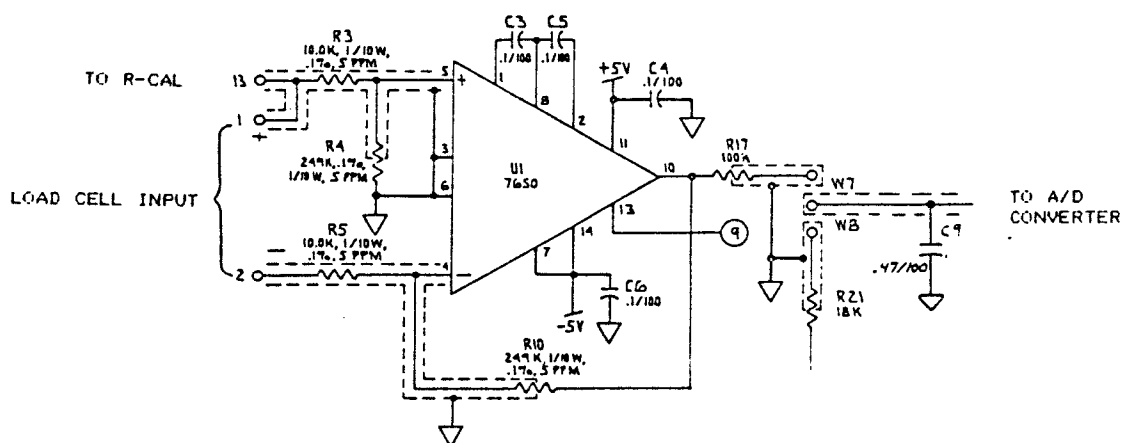 TO R-CAL
13
1
+
LOAD CELL INPUT
2
−
R3
10.0K, 1/10W,
.1%, 5 PPM
R4
249K, .1%,
1/10W, 5 PPM
R5
10.0K, 1/10W,
.1%, 5 PPM
R10
249K, 1/10W,
.1%, 5 PPM
C3
.1/100
C5
.1/100
5
+
3
6
4
−
1
8
2
U1
7650
+5V
C4
.1/100
11
10
13
14
7
9
C6
.1/100
-5V
R17
100K
W7
W8
R21
18K
C9
.47/100
TO A/D
CONVERTER